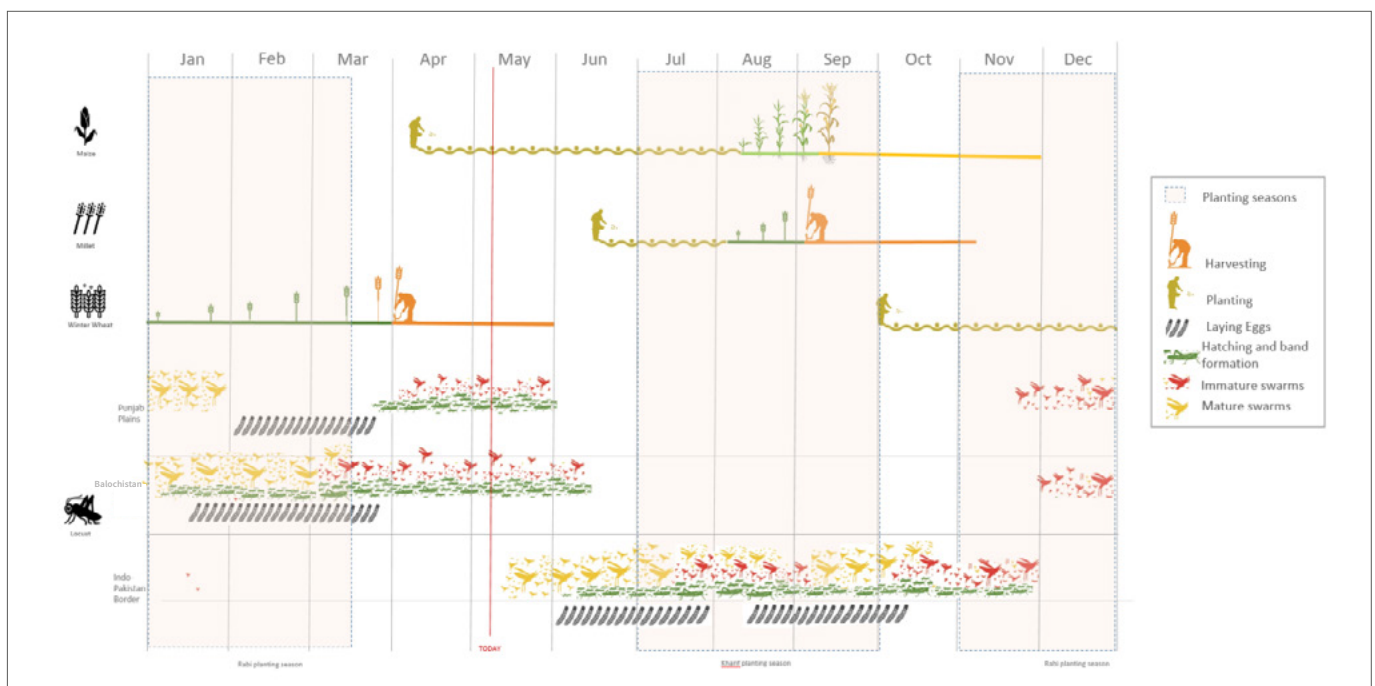 Jan Feb Mar Apr May Jun Jul Aug Sep Oct Nov Dec
Maize
Millet
Winter Wheat
Punjab
Plains
Balochistan
Locust
Indo
Pakistan
Border
TODAY
Rabi planting season
Kharif planting season
Rabi planting season
Planting seasons
Harvesting
Planting
Laying Eggs
Hatching and band
formation
Immature swarms
Mature swarms